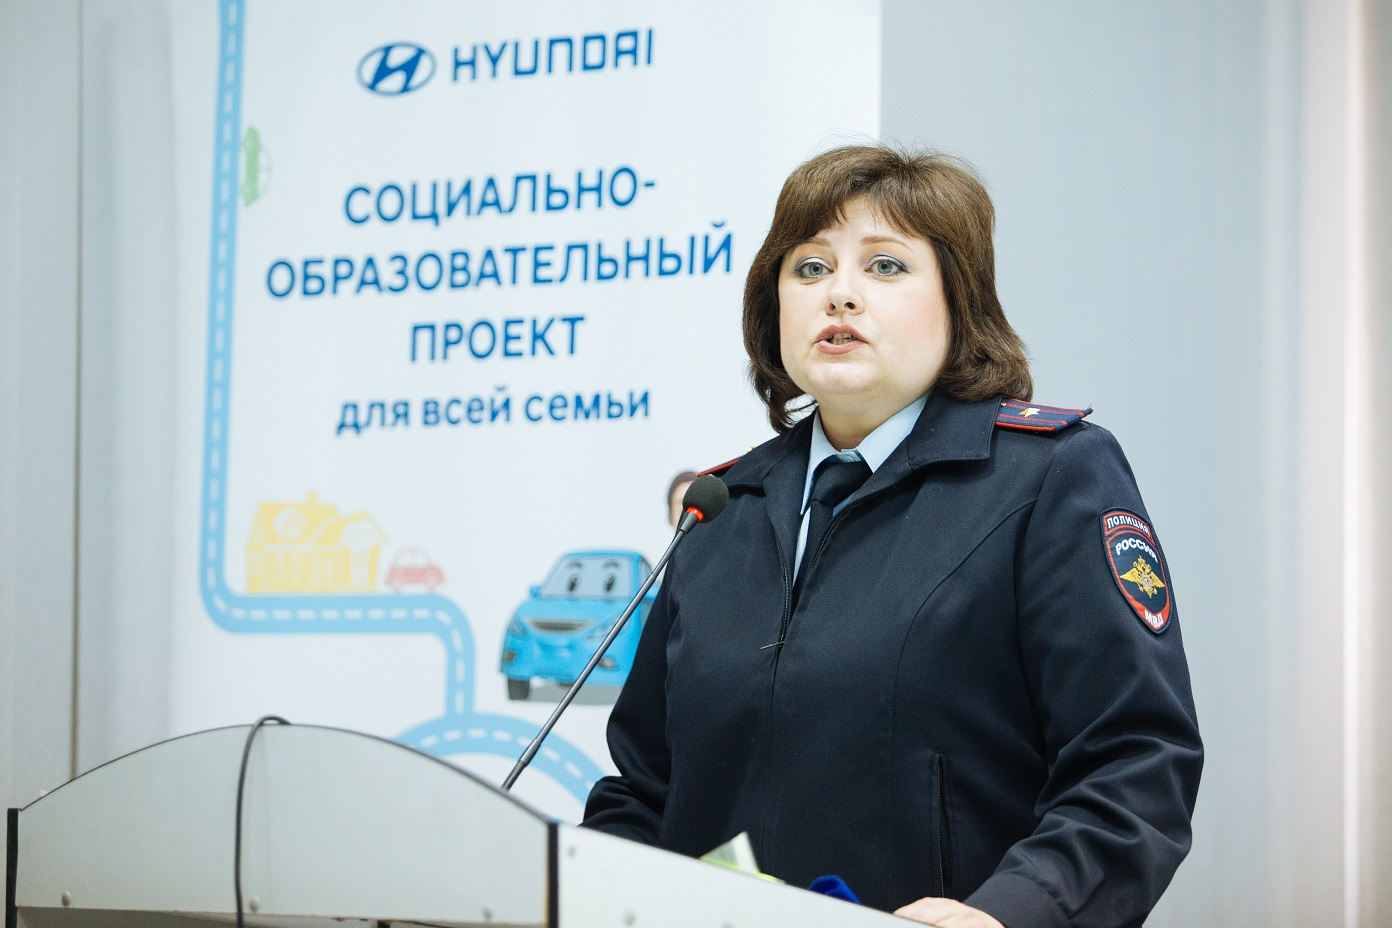 HYUNDAI
СОЦИАЛЬНО-
ОБРАЗОВАТЕЛЬНЫЙ
ПРОЕКТ
для всей семьи
ПОЛИЦИЯ
РОССИЯ
МВД